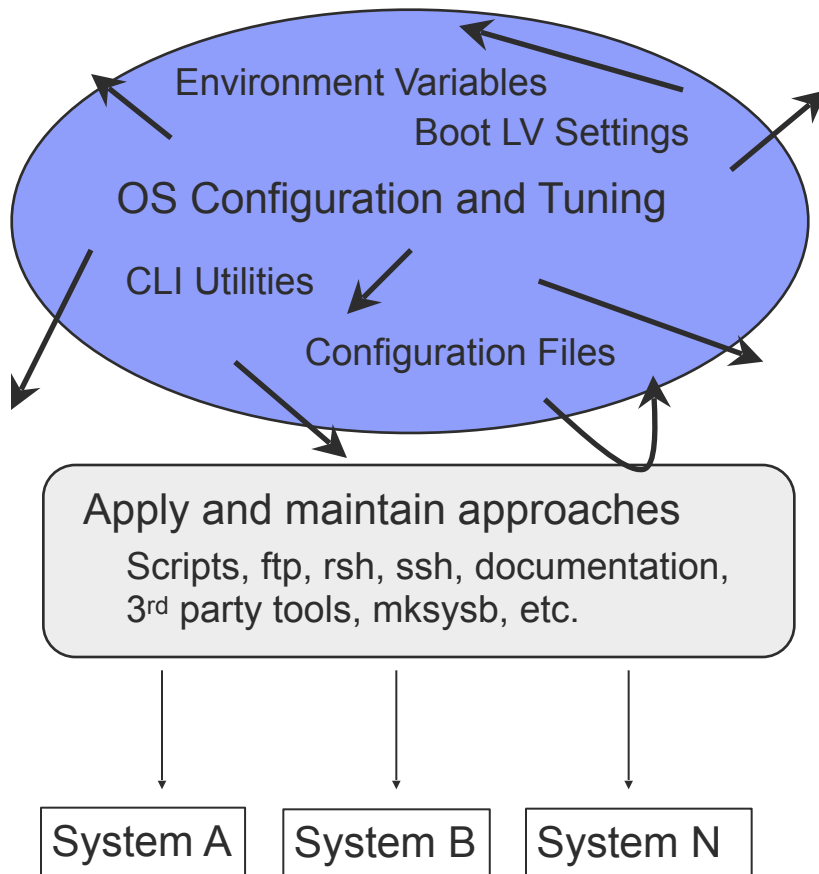 Environment Variables
Boot LV Settings
OS Configuration and Tuning
CLI Utilities
Configuration Files
Apply and maintain approaches
Scripts, ftp, rsh, ssh, documentation,
3rd party tools, mksysb, etc.
System A
System B
System N